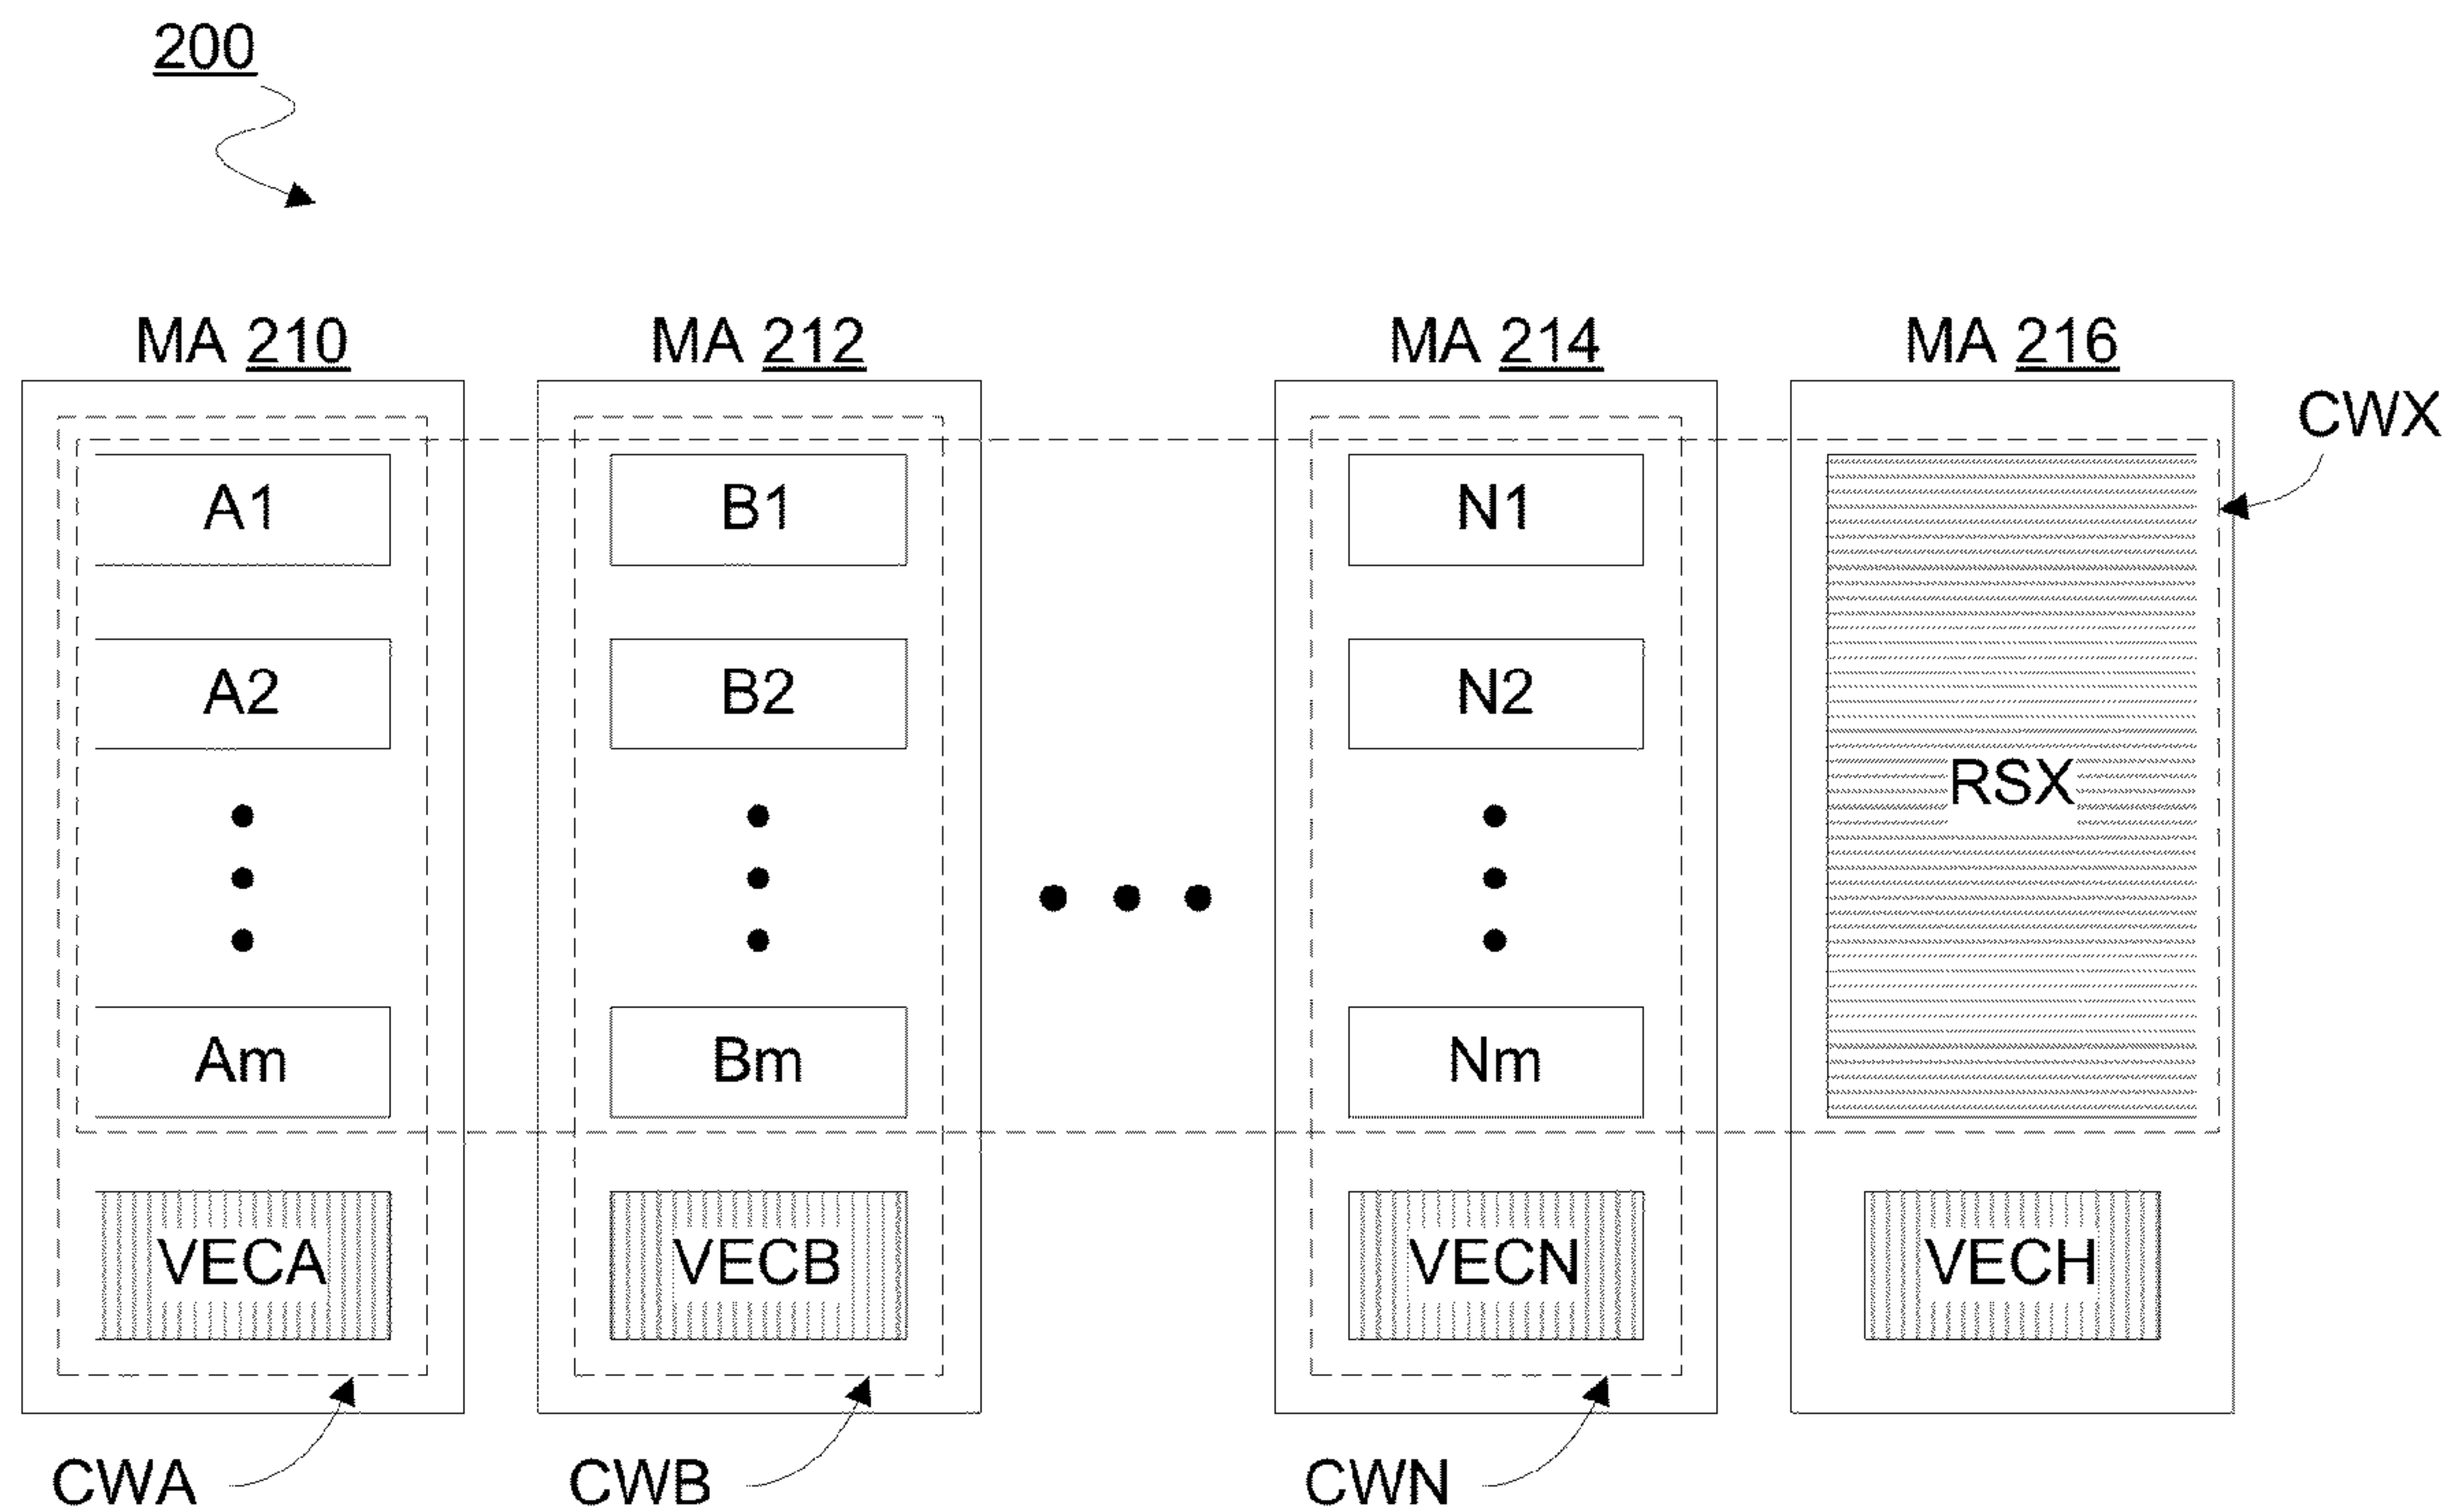 200
MA 210 MA 212 MA 214 MA 216
CWX
A1 B1 N1
A2 B2 N2
RSX
Am Bm Nm
VECA VECB VECN VECH
CWA CWB CWN